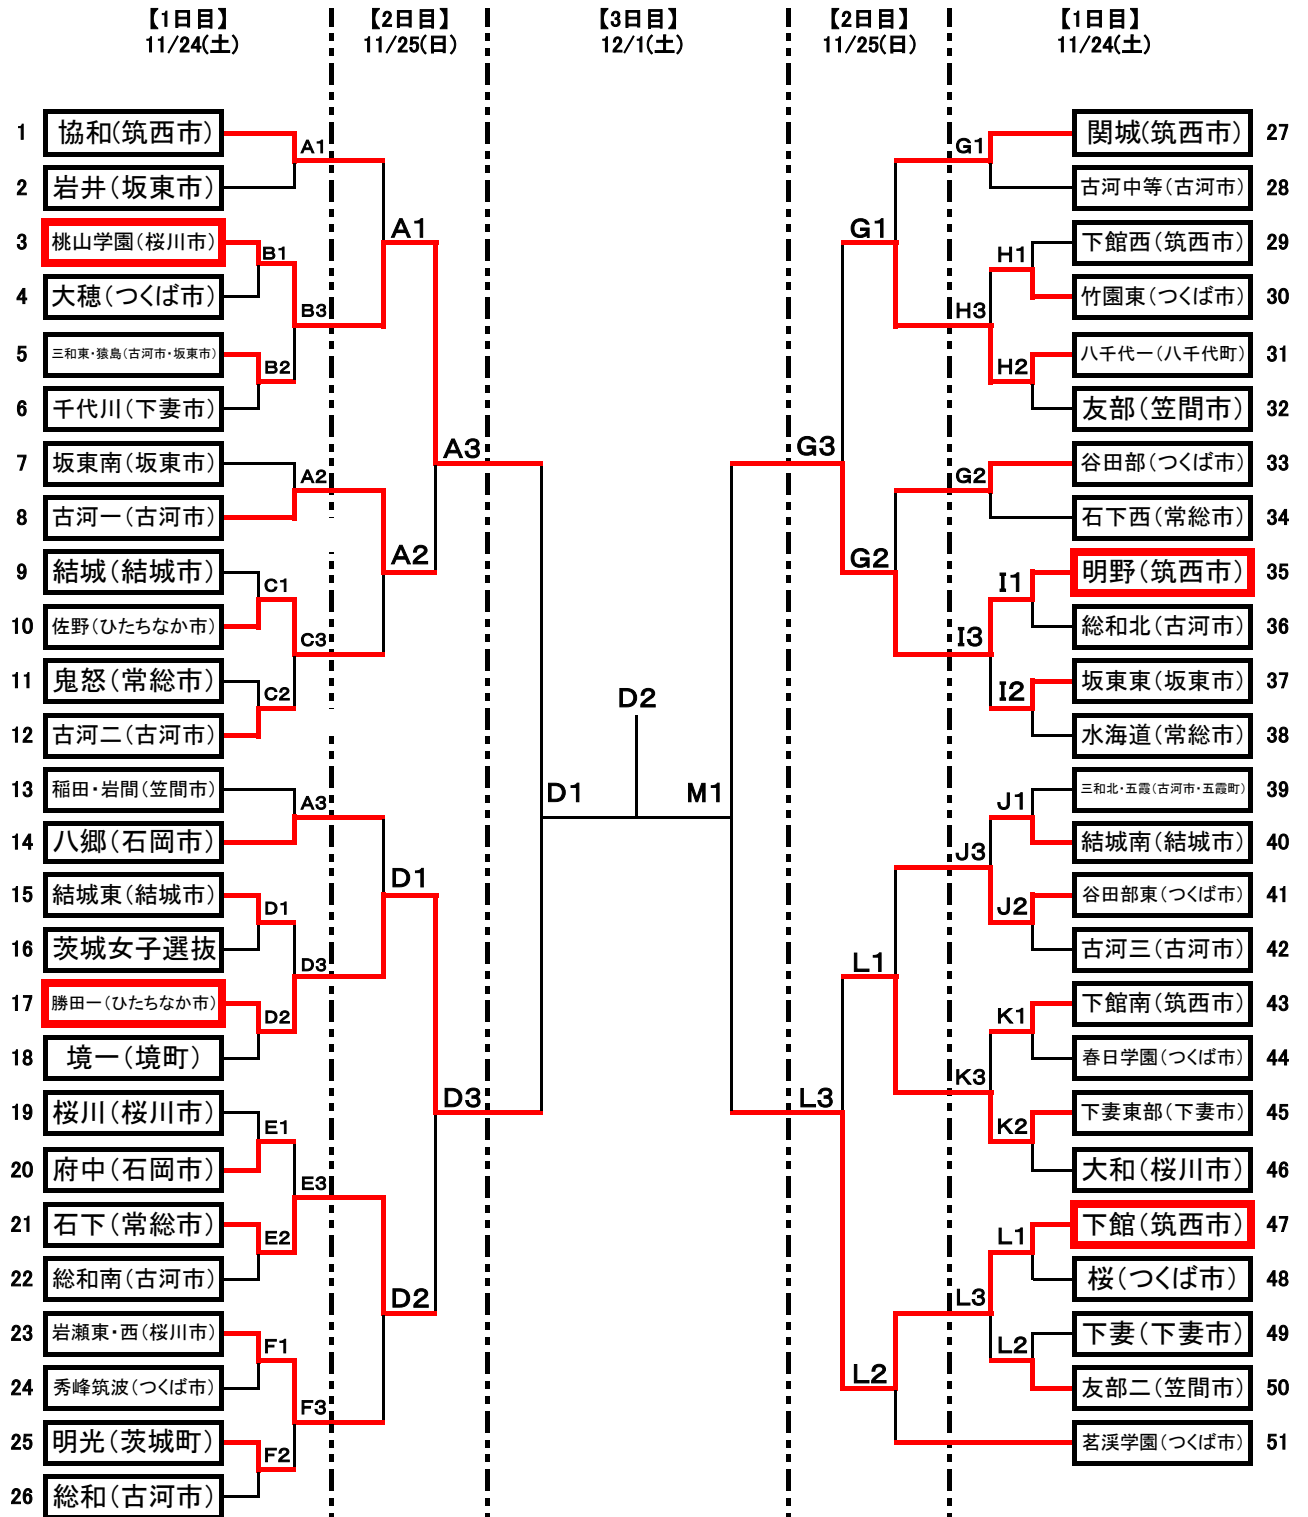 【1日目】 【2日目】 【3日目】 【2日目】 【1日目】
11/24(土) 11/25(日) 12/1(土) 11/25(日) 11/24(土)
1 協和(筑西市)
2 岩井(坂東市)
3 桃山学園(桜川市)
4 大穂(つくば市)
5 三和東・猿島(古河市・坂東市)
6 千代川(下妻市)
7 坂東南(坂東市)
8 古河一(古河市)
9 結城(結城市)
10 佐野(ひたちなか市)
11 鬼怒(常総市)
12 古河二(古河市)
13 稲田・岩間(笠間市)
14 八郷(石岡市)
15 結城東(結城市)
16 茨城女子選抜
17 勝田一(ひたちなか市)
18 境一(境町)
19 桜川(桜川市)
20 府中(石岡市)
21 石下(常総市)
22 総和南(古河市)
23 岩瀬東・西(桜川市)
24 秀峰筑波(つくば市)
25 明光(茨城町)
26 総和(古河市)
A1
B1
B3
B2
A2
C1
C3
C2
A3
D1
D3
D2
E1
E3
E2
F1
F3
F2
A1
A2
D1
D2
A3
D3
D1
D2
M1
G3
L3
G1
G2
L1
L2
G1
H1
H3
H2
G2
I1
I3
I2
J1
J3
J2
K1
K3
K2
L1
L3
L2
関城(筑西市) 27
古河中等(古河市) 28
下館西(筑西市) 29
竹園東(つくば市) 30
八千代一(八千代町) 31
友部(笠間市) 32
谷田部(つくば市) 33
石下西(常総市) 34
明野(筑西市) 35
総和北(古河市) 36
坂東東(坂東市) 37
水海道(常総市) 38
三和北・五霞(古河市・五霞町) 39
結城南(結城市) 40
谷田部東(つくば市) 41
古河三(古河市) 42
下館南(筑西市) 43
春日学園(つくば市) 44
下妻東部(下妻市) 45
大和(桜川市) 46
下館(筑西市) 47
桜(つくば市) 48
下妻(下妻市) 49
友部二(笠間市) 50
茗溪学園(つくば市) 51